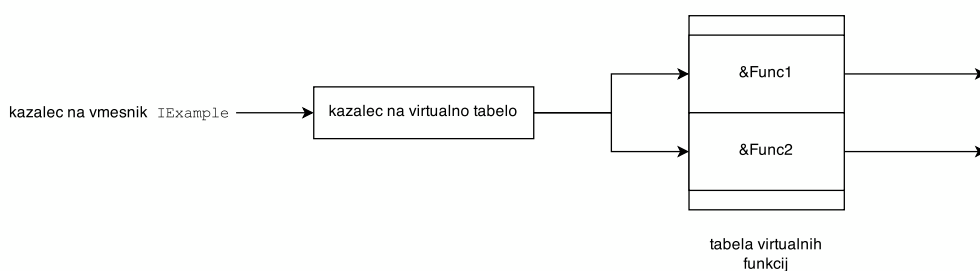 kazalec na vmesnik IExample
kazalec na virtualno tabelo
&Func1
&Func2
tabela virtualnih
funkcij